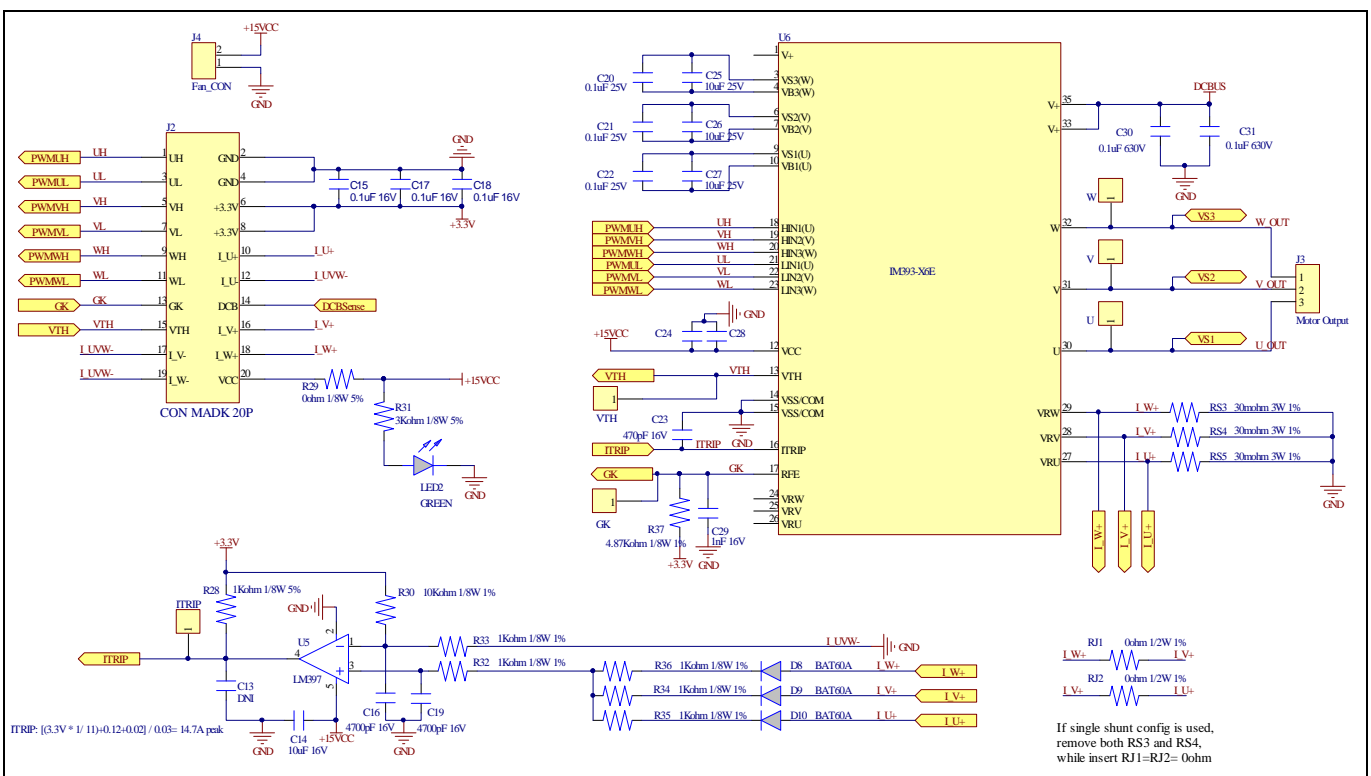 J4
+15VCC
2
1
Fan_CON
GND
J2
PWMUH UH 1 UH GND 2
PWMUL UL 3 UL GND 4
PWMVH VH 5 VH +3.3V 6
PWMVL VL 7 VL +3.3V 8
PWMWH WH 9 WH I_U+ 10 I_U+
PWMWL WL 11 WL I_U- 12 I_UVW-
GK GK 13 GK DCB 14 DCBSense
VTH VTH 15 VTH I_V+ 16 I_V+
I_UVW- 17 I_V- I_W+ 18 I_W+
I_UVW- 19 I_W- VCC 20
CON MADK 20P
GND
C15
0.1uF 16V
C17
0.1uF 16V
C18
0.1uF 16V
+3.3V
R29
0ohm 1/8W 5%
+15VCC
R31
3Kohm 1/8W 5%
LED2
GREEN
GND
U6
IM393-X6E
1 V+
3 VS3(W)
4 VB3(W)
6 VS2(V)
7 VB2(V)
9 VS1(U)
10 VB1(U)
C20
0.1uF 25V
C25
10uF 25V
C21
0.1uF 25V
C26
10uF 25V
C22
0.1uF 25V
C27
10uF 25V
PWMUH UH 18 HIN1(U)
PWMVH VH 19 HIN2(V)
PWMWH WH 20 HIN3(W)
PWMUL UL 21 LIN1(U)
PWMVL VL 22 LIN2(V)
PWMWL WL 23 LIN3(W)
GND
C24
C28
+15VCC
12 VCC
VTH VTH 13 VTH
1
VTH
14 VSS/COM
15 VSS/COM
C23
470pF 16V
GND
ITRIP ITRIP 16 ITRIP
GK GK 17 RFE
1
GK
24 VRW
25 VRV
26 VRU
R37
4.87Kohm 1/8W 1%
C29
1nF 16V
+3.3V
GND
DCBUS
V+ 35
V+ 33
C30
0.1uF 630V
C31
0.1uF 630V
GND
W
1
W 32
VS3
W_OUT
V
1
V 31
VS2
V_OUT
U
1
U 30
VS1
U_OUT
J3
1
2
3
Motor Output
VRW 29 I_W+ RS3 30mohm 3W 1%
VRV 28 I_V+ RS4 30mohm 3W 1%
VRU 27 I_U+ RS5 30mohm 3W 1%
GND
I_W+
I_V+
I_U+
+3.3V
R28
1Kohm 1/8W 5%
ITRIP
1
ITRIP
C13
DNI
GND
U5
LM397
4
2
1
3
5
GND
C14
10uF 16V
+15VCC
R30 10Kohm 1/8W 1%
R33 1Kohm 1/8W 1%
R32 1Kohm 1/8W 1%
C16
4700pF 16V
C19
4700pF 16V
GND
I_UVW-
GND
R36 1Kohm 1/8W 1% D8 BAT60A I_W+ I_W+
R34 1Kohm 1/8W 1% D9 BAT60A I_V+ I_V+
R35 1Kohm 1/8W 1% D10 BAT60A I_U+ I_U+
ITRIP: [(3.3V * 1/ 11)+0.12+0.02] / 0.03= 14.7A peak
RJ1 0ohm 1/2W 1%
I_W+ I_V+
RJ2 0ohm 1/2W 1%
I_V+ I_U+
If single shunt config is used,
remove both RS3 and RS4,
while insert RJ1=RJ2= 0ohm